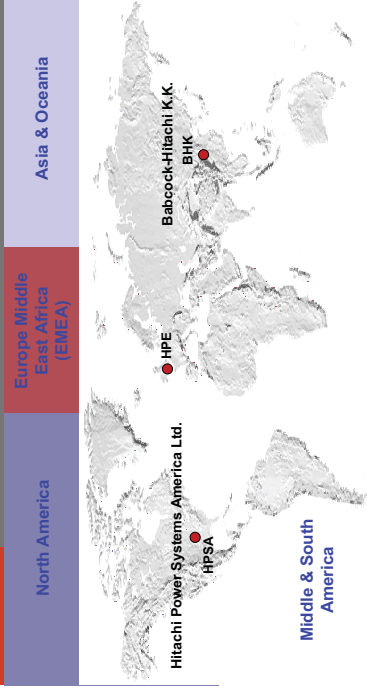 North America
Europe Middle
East Africa
(EMEA)
Asia & Oceania
Hitachi Power Systems America Ltd.
HPSA
HPE
Babcock-Hitachi K.K.
BHK
Middle & South
America